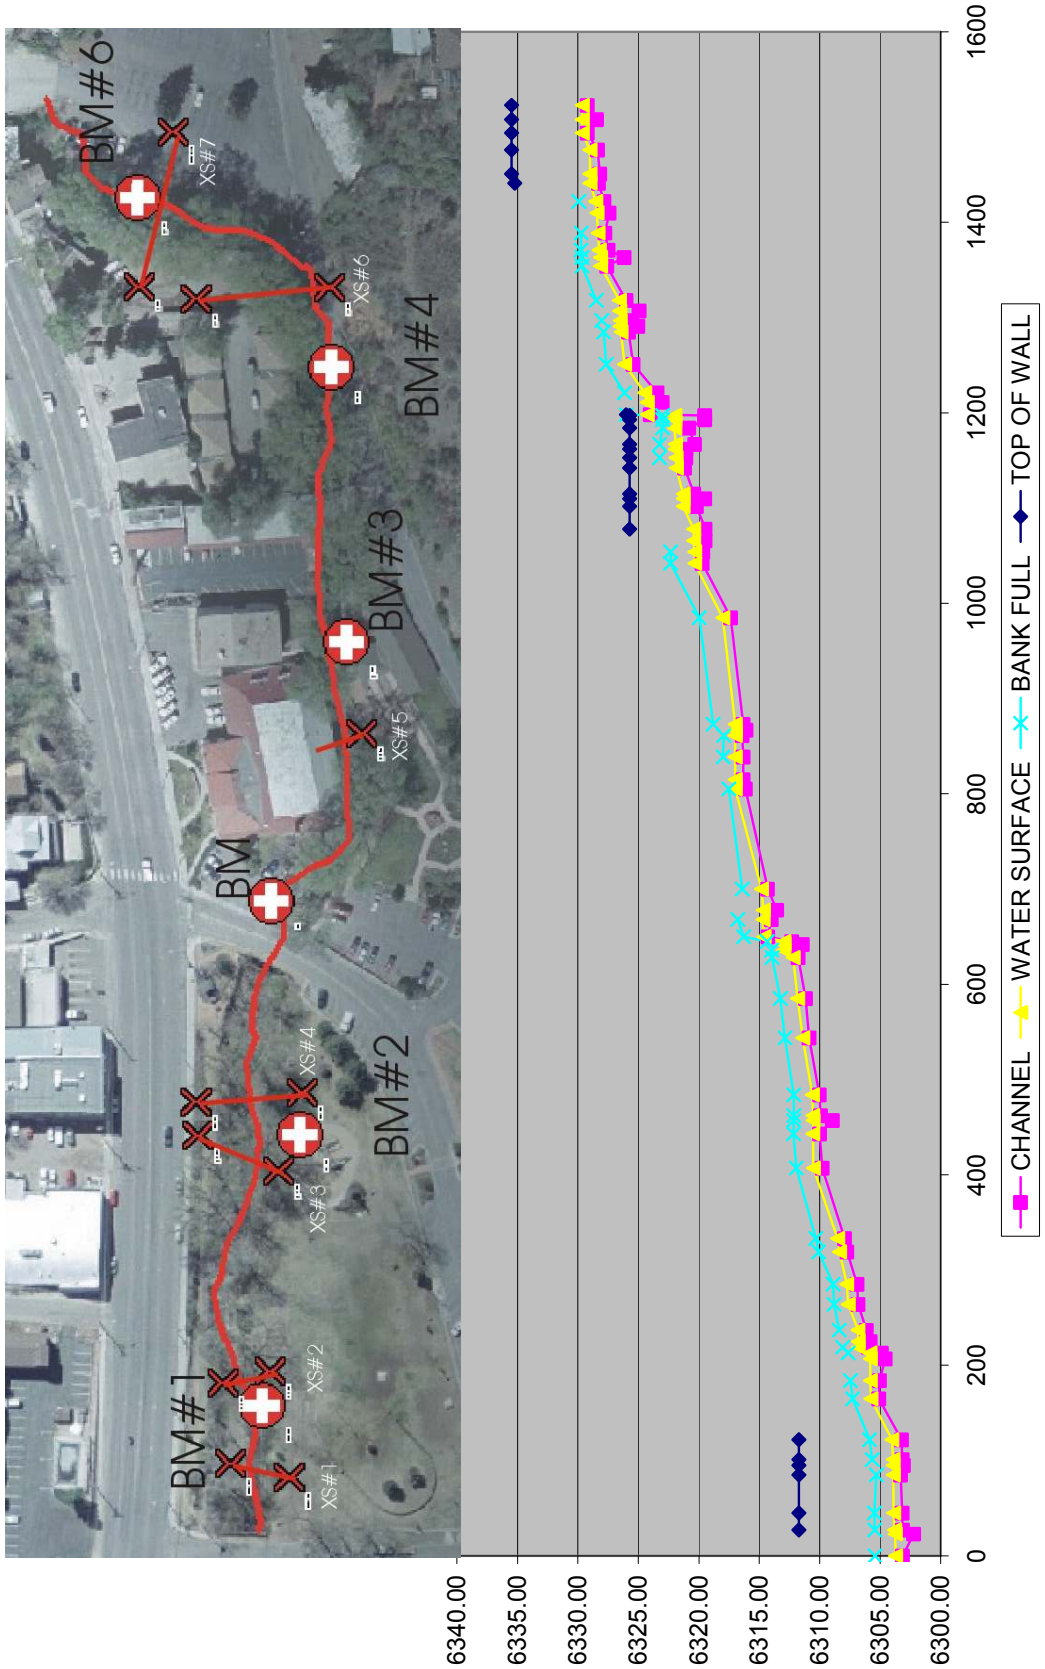 BM#1
BM#2
BM
BM#3
BM#4
BM#6
XS#1
XS#2
XS#3
XS#4
XS#5
XS#6
XS#7
6340.00
6335.00
6330.00
6325.00
6320.00
6315.00
6310.00
6305.00
6300.00
0
200
400
600
800
1000
1200
1400
1600
CHANNEL WATER SURFACE BANK FULL TOP OF WALL